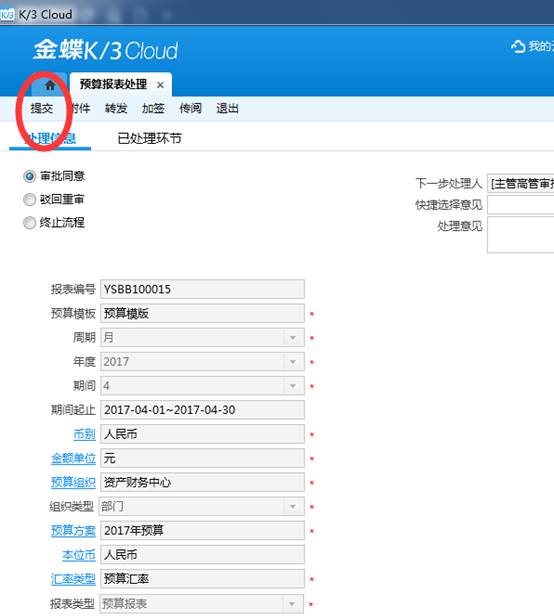 K/3 Cloud
金蝶K/3 Cloud
我的云
预算报表处理 ×
提交 附件 转发 加签 传阅 退出
处理信息 已处理环节
审批同意
驳回重审
终止流程
下一步处理人 [主管高管审批
快捷选择意见
处理意见
报表编号 YSBB100015
预算模板 预算模版 *
周期 月 *
年度 2017 *
期间 4 *
期间起止 2017-04-01~2017-04-30
币别 人民币 *
金额单位 元 *
预算组织 资产财务中心 *
组织类型 部门 *
预算方案 2017年预算 *
本位币 人民币
汇率类型 预算汇率 *
报表类型 预算报表 *